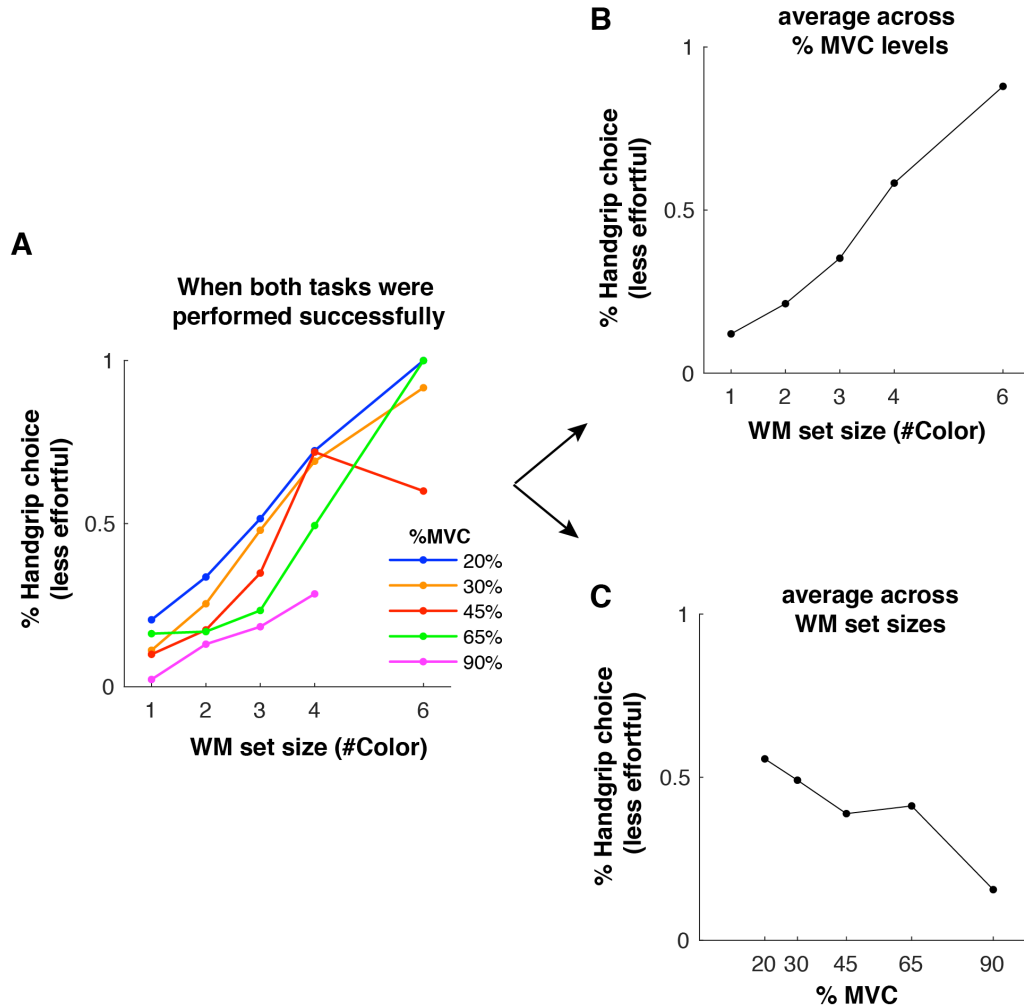 A
When both tasks were
performed successfully
% Handgrip choice
(less effortful)
1
0.5
0
1 2 3 4 6
WM set size (#Color)
%MVC
20%
30%
45%
65%
90%
B
average across
% MVC levels
% Handgrip choice
(less effortful)
1
0.5
0
1 2 3 4 6
WM set size (#Color)
C
average across
WM set sizes
% Handgrip choice
(less effortful)
1
0.5
0
20 30 45 65 90
% MVC